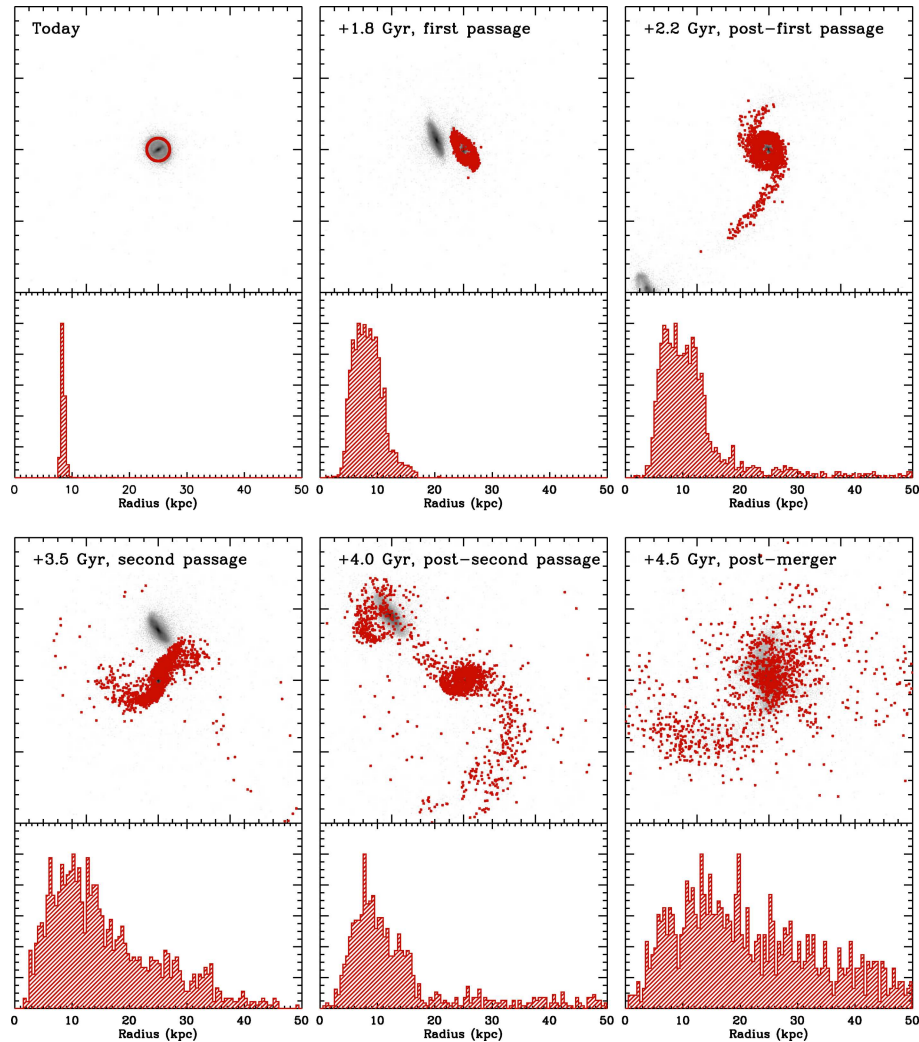 Today
+1.8 Gyr, first passage
+2.2 Gyr, post-first passage
0 10 20 30 40 50
Radius (kpc)
0 10 20 30 40 50
Radius (kpc)
0 10 20 30 40 50
Radius (kpc)
+3.5 Gyr, second passage
+4.0 Gyr, post-second passage
+4.5 Gyr, post-merger
0 10 20 30 40 50
Radius (kpc)
0 10 20 30 40 50
Radius (kpc)
0 10 20 30 40 50
Radius (kpc)